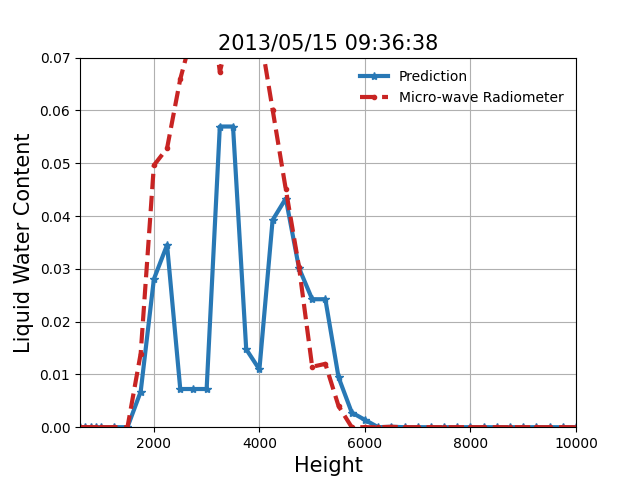 2013/05/15 09:36:38
Prediction
Micro-wave Radiometer
0.07
0.06
0.05
0.04
0.03
0.02
0.01
0.00
Liquid Water Content
2000 4000 6000 8000 10000
Height